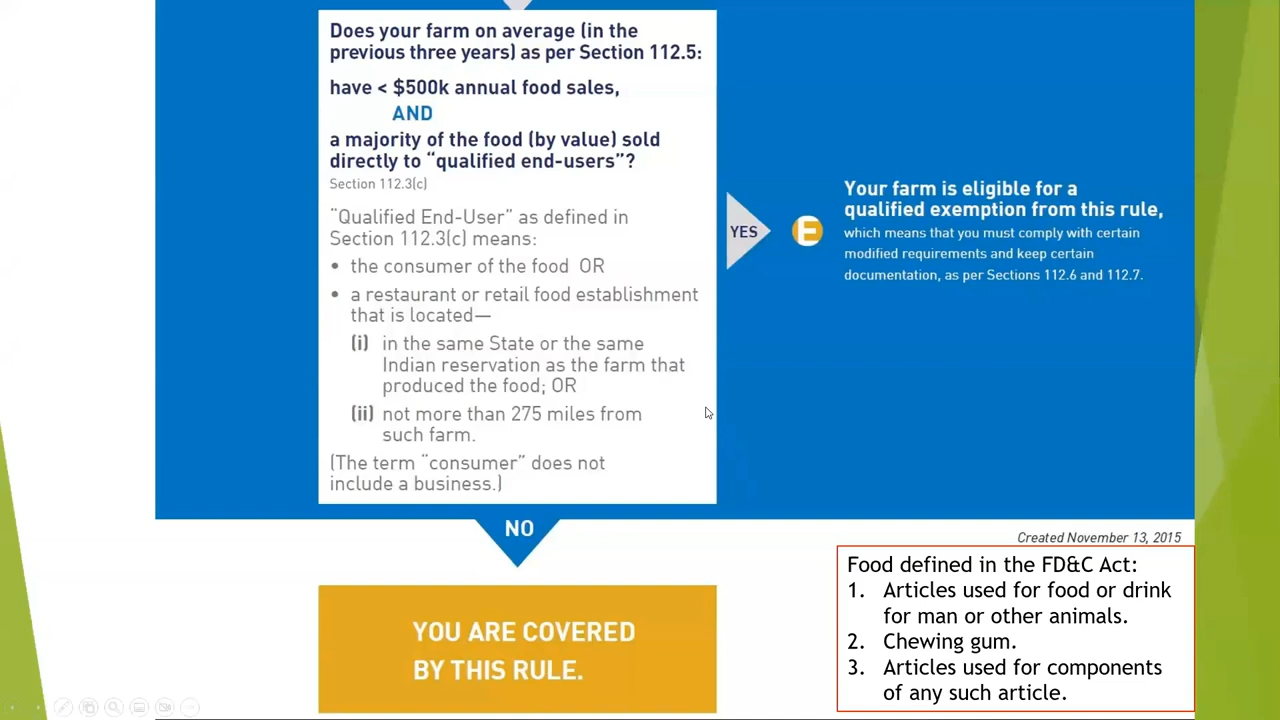 Does your farm on average (in the
previous three years) as per Section 112.5:
have < $500k annual food sales,
AND
a majority of the food (by value) sold
directly to “qualified end-users”?
Section 112.3(c)
“Qualified End-User” as defined in
Section 112.3(c) means:
• the consumer of the food OR
• a restaurant or retail food establishment
that is located—
(i) in the same State or the same
Indian reservation as the farm that
produced the food; OR
(ii) not more than 275 miles from
such farm.
(The term “consumer” does not
include a business.)
YES
E
Your farm is eligible for a
qualified exemption from this rule,
which means that you must comply with certain
modified requirements and keep certain
documentation, as per Sections 112.6 and 112.7.
NO
YOU ARE COVERED
BY THIS RULE.
Created November 13, 2015
Food defined in the FD&C Act:
1. Articles used for food or drink
for man or other animals.
2. Chewing gum.
3. Articles used for components
of any such article.